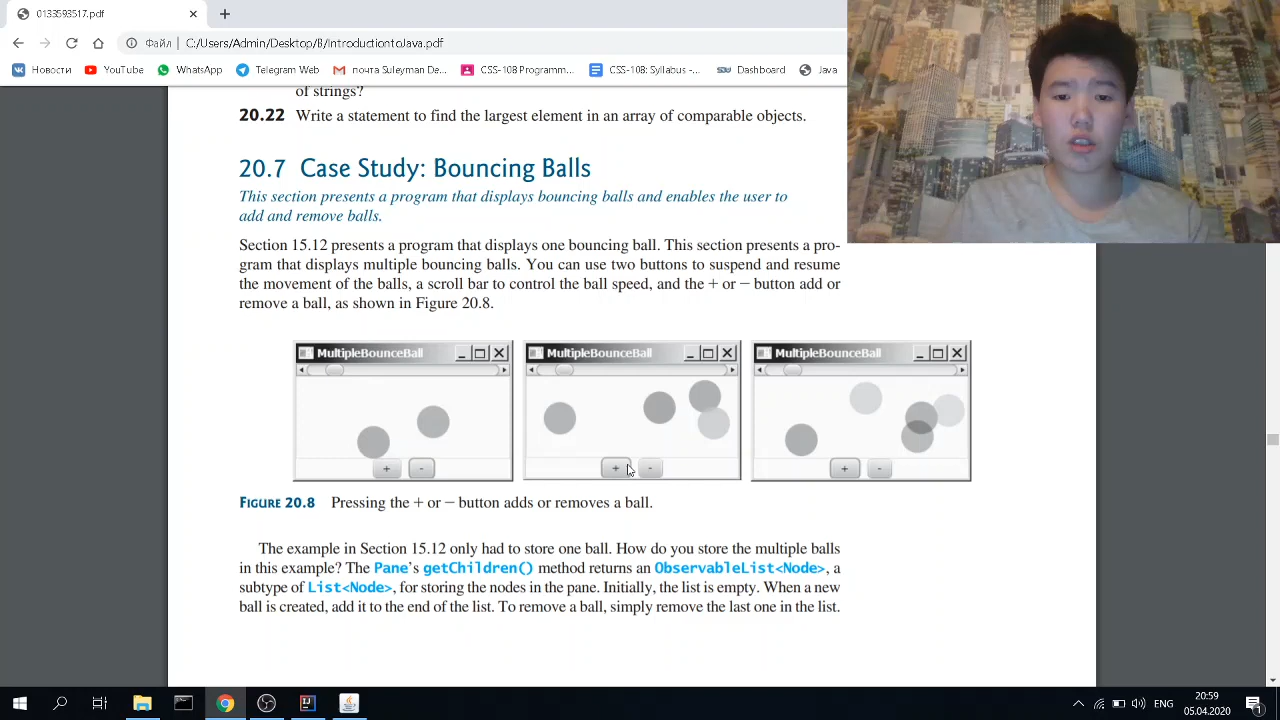 0133593517.pdf
Файл | C:/Users/Admin/Desktop/B/IntroductiontoJava.pdf
Новости YouTube WhatsApp Telegram Web почта Suleyman De... CSS-108 Programm... CSS-108: Syllabus -... Dashboard Java
of strings?
20.22 Write a statement to find the largest element in an array of comparable objects.
20.7 Case Study: Bouncing Balls
This section presents a program that displays bouncing balls and enables the user to
add and remove balls.
Section 15.12 presents a program that displays one bouncing ball. This section presents a pro-
gram that displays multiple bouncing balls. You can use two buttons to suspend and resume
the movement of the balls, a scroll bar to control the ball speed, and the + or − button add or
remove a ball, as shown in Figure 20.8.
MultipleBounceBall MultipleBounceBall MultipleBounceBall
+ - + - + -
FIGURE 20.8 Pressing the + or − button adds or removes a ball.
The example in Section 15.12 only had to store one ball. How do you store the multiple balls
in this example? The Pane's getChildren() method returns an ObservableList<Node>, a
subtype of List<Node>, for storing the nodes in the pane. Initially, the list is empty. When a new
ball is created, add it to the end of the list. To remove a ball, simply remove the last one in the list.
ENG 20:59
05.04.2020 1